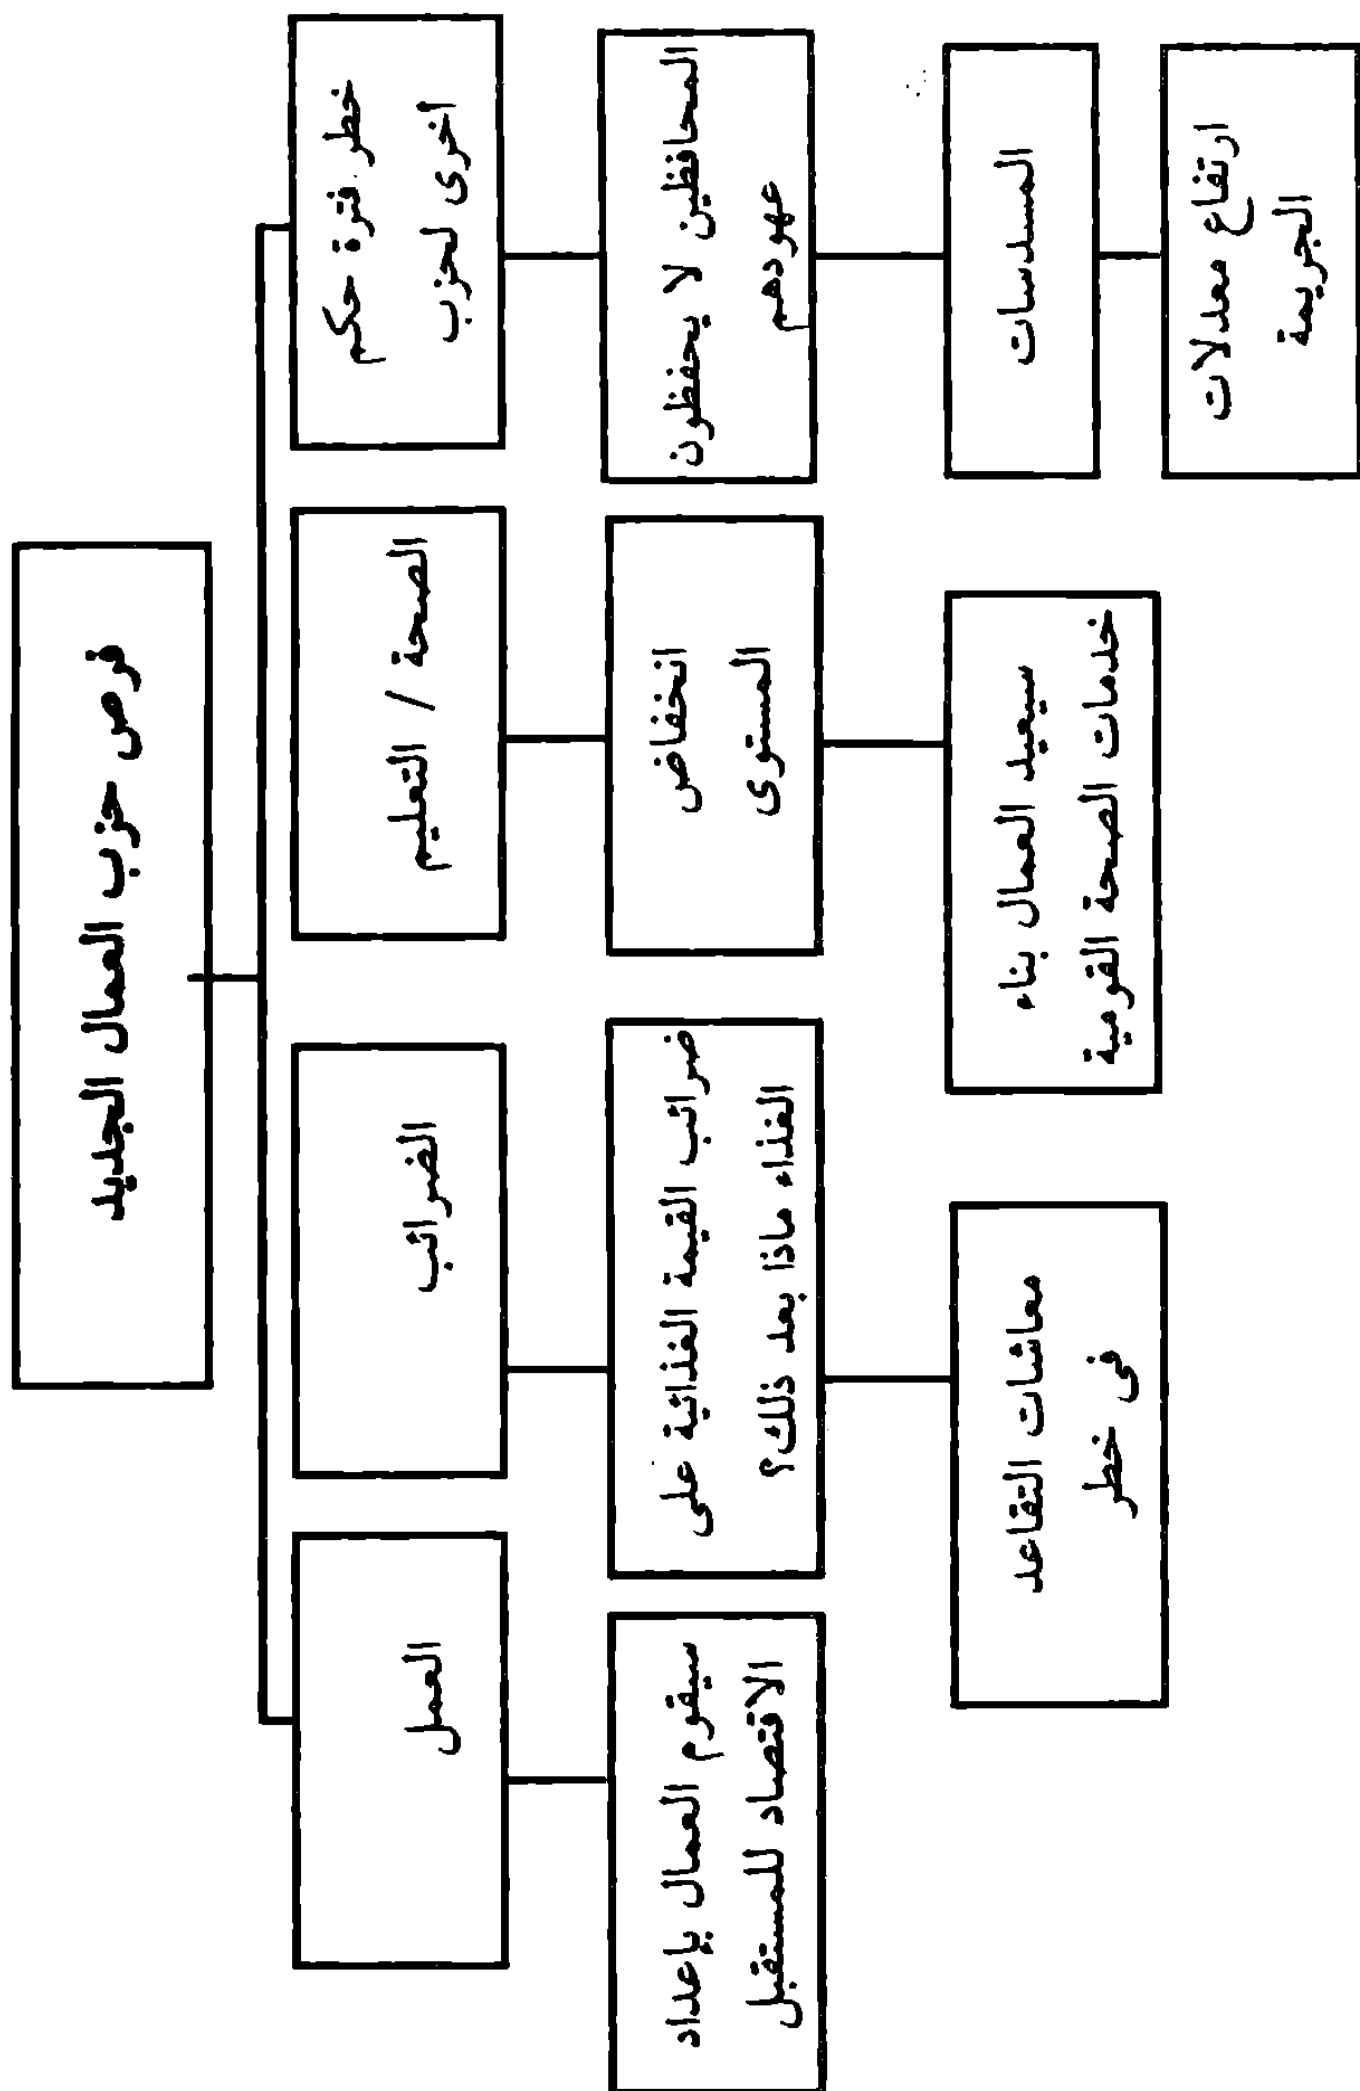 فرص حزب العمال الجديد
خطر فترة حكم
أخرى لحزب
المحافظين لا يحفظون
عهودهم
المسدسات
ارتفاع معدلات
الجريمة
الصحة / التعليم
انخفاض
المستوى
سيعيد العمال بناء
خدمات الصحة القومية
الضرائب
ضرائب القيمة الغذائية على
الغذاء ماذا بعد ذلك؟
معاشات التقاعد
فى خطر
العمل
سيقوم العمال بإعداد
الاقتصاد للمستقبل